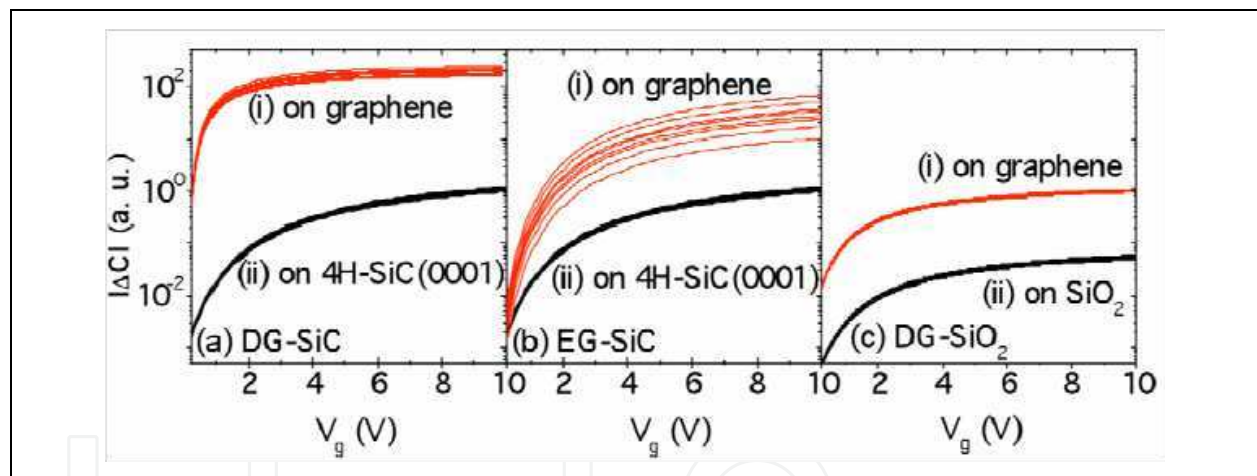 |ΔC| (a. u.)
10²
10⁰
10⁻²
(i) on graphene
(ii) on 4H-SiC(0001)
(a) DG-SiC
(i) on graphene
(ii) on 4H-SiC(0001)
(b) EG-SiC
(i) on graphene
(ii) on SiO₂
(c) DG-SiO₂
2 4 6 8 10 2 4 6 8 10 2 4 6 8 10
V_g (V) V_g (V) V_g (V)